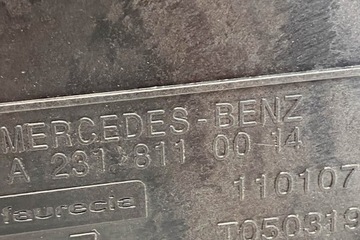 MERCEDES-BENZ
A 231 811 00 14
110107
faurecia
T050319